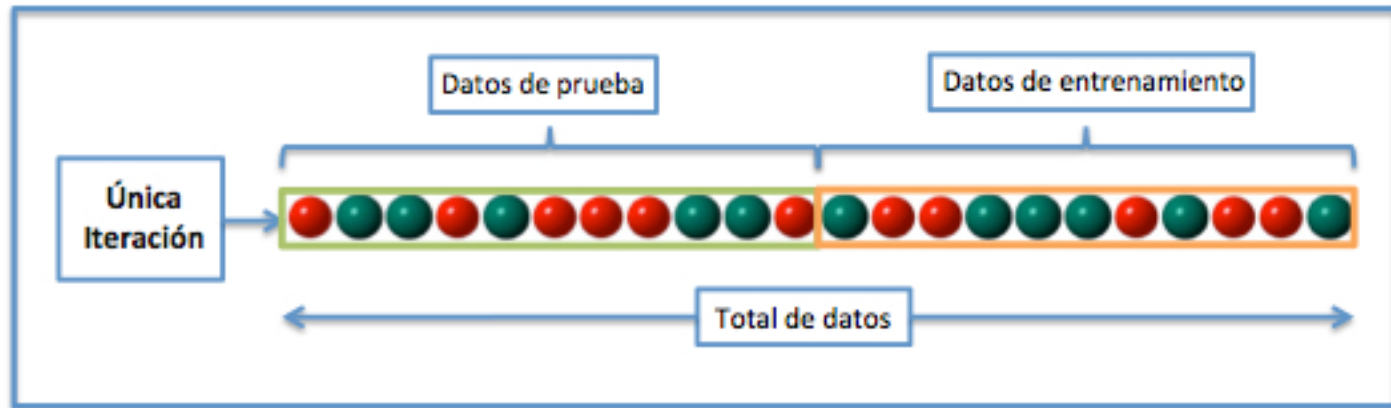 Datos de prueba
Datos de entrenamiento
Única
Iteración
Total de datos